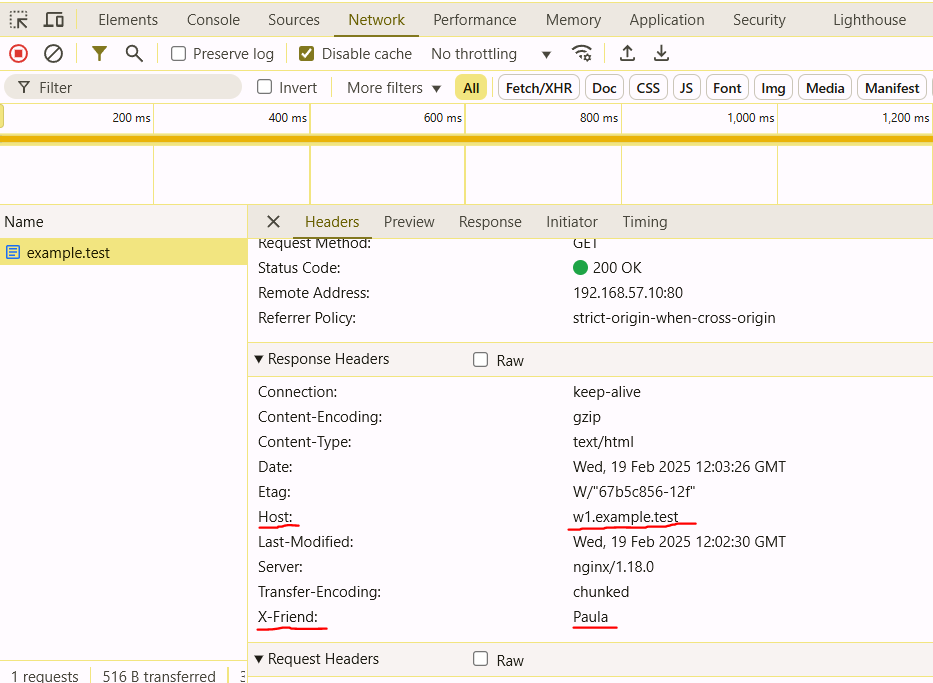 Elements Console Sources Network Performance Memory Application Security Lighthouse
Preserve log Disable cache No throttling
Filter Invert More filters All Fetch/XHR Doc CSS JS Font Img Media Manifest
200 ms 400 ms 600 ms 800 ms 1,000 ms 1,200 ms
Name Headers Preview Response Initiator Timing
example.test
Request Method: GET
Status Code: 200 OK
Remote Address: 192.168.57.10:80
Referrer Policy: strict-origin-when-cross-origin
Response Headers Raw
Connection: keep-alive
Content-Encoding: gzip
Content-Type: text/html
Date: Wed, 19 Feb 2025 12:03:26 GMT
Etag: W/"67b5c856-12f"
Host: w1.example.test
Last-Modified: Wed, 19 Feb 2025 12:02:30 GMT
Server: nginx/1.18.0
Transfer-Encoding: chunked
X-Friend: Paula
Request Headers Raw
1 requests 516 B transferred